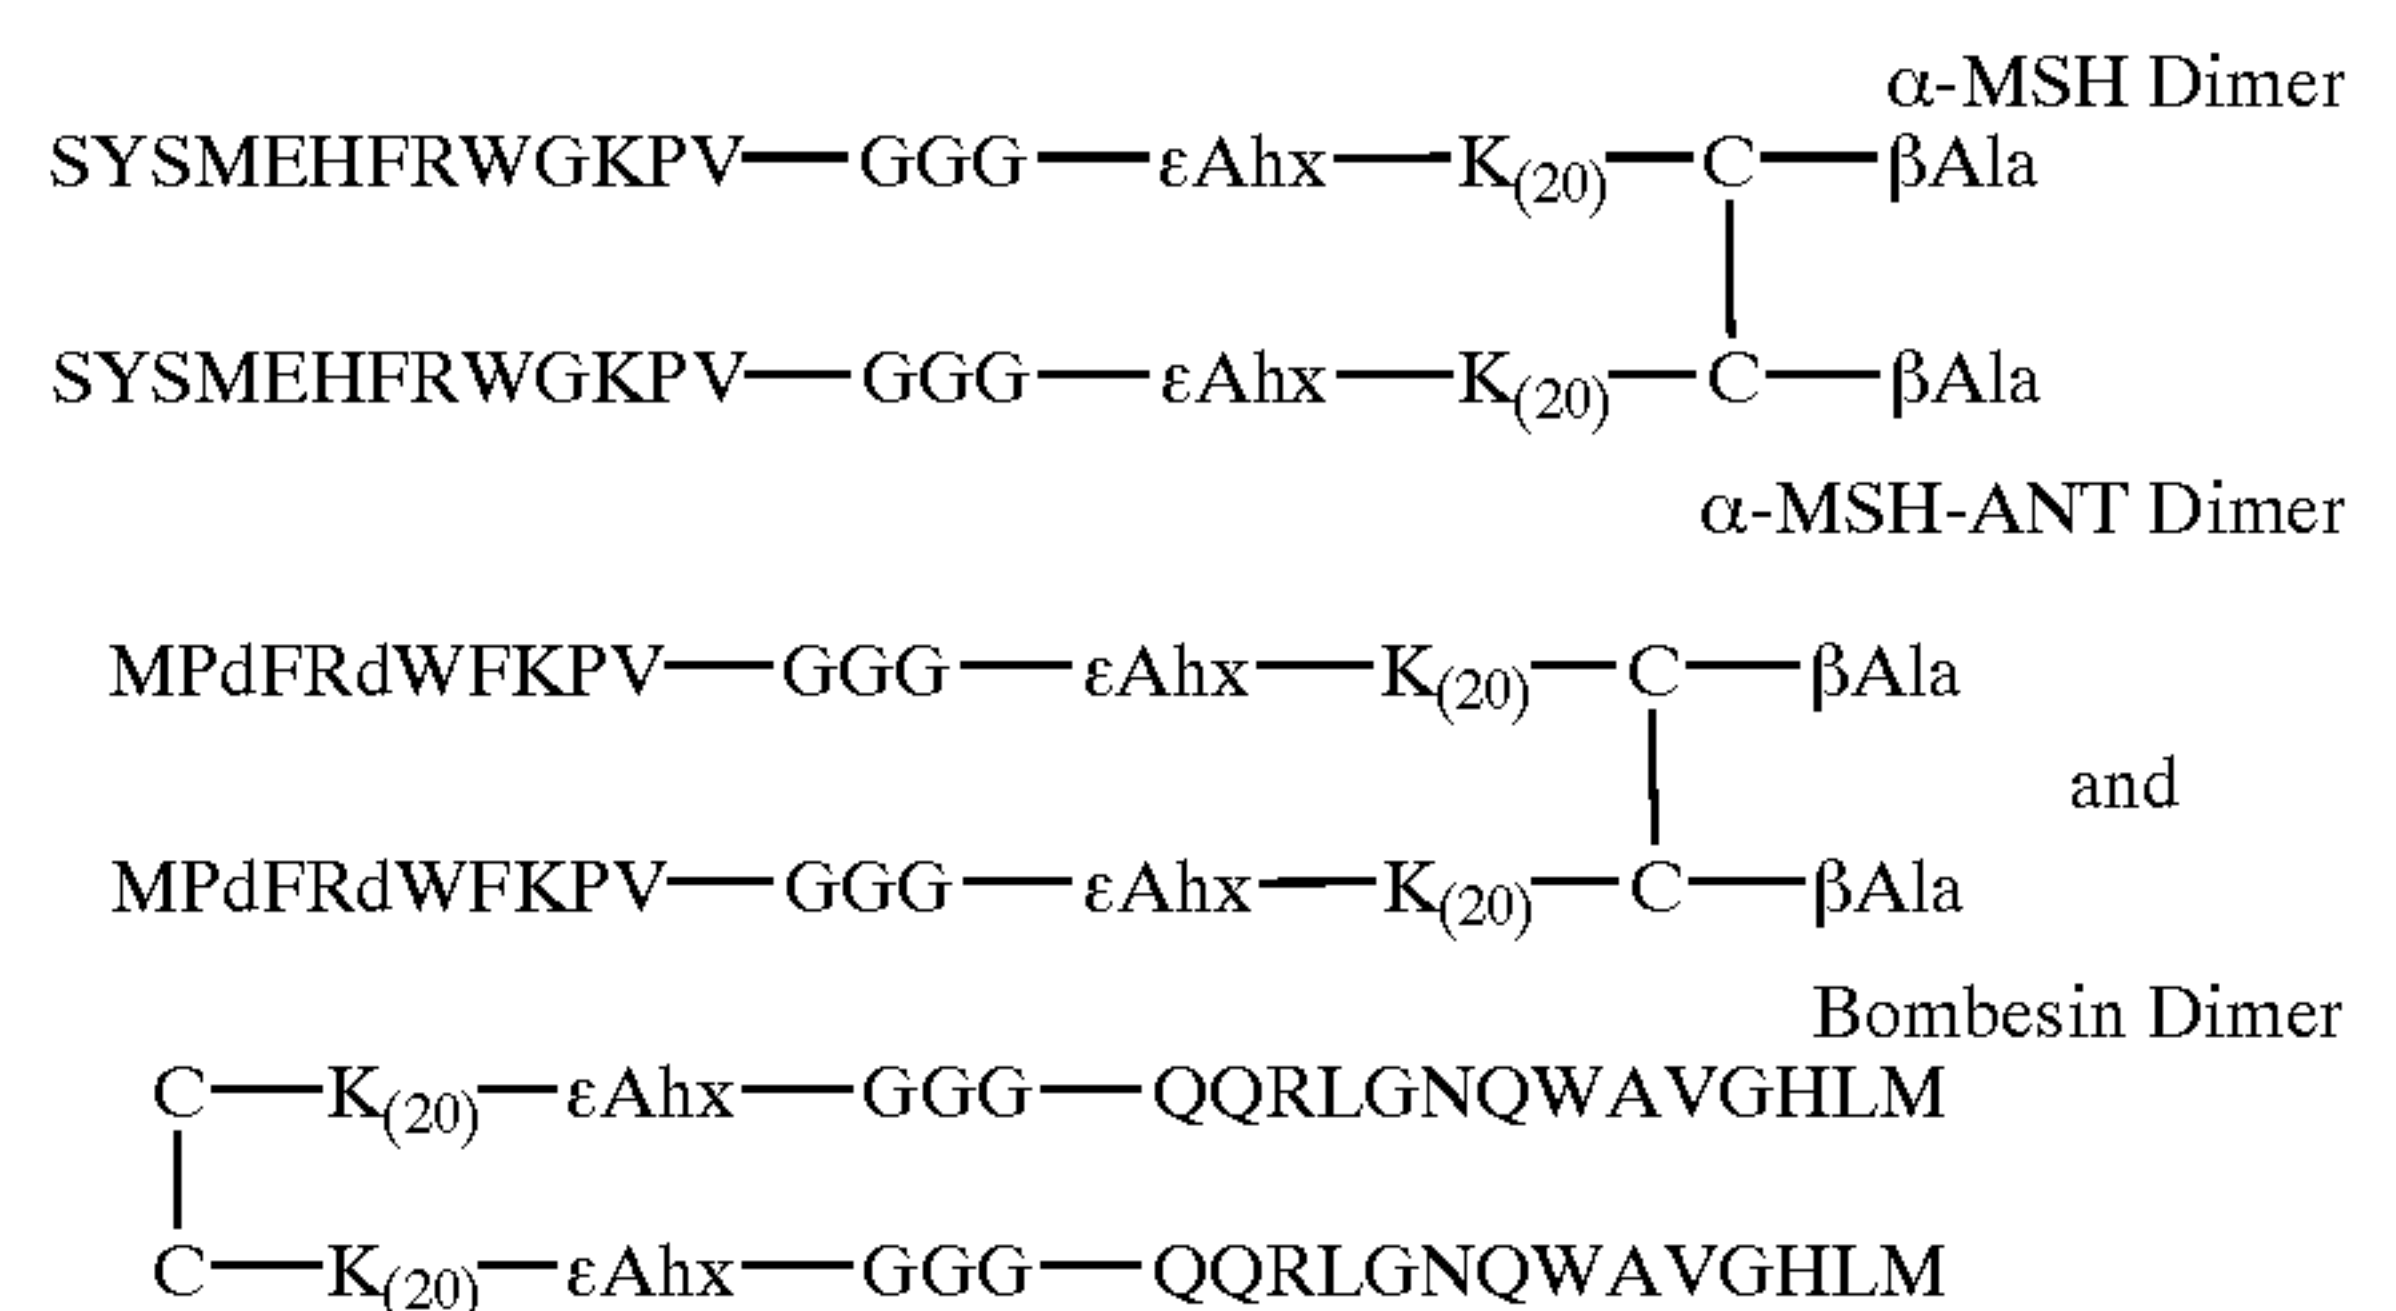 α-MSH Dimer
SYSMEHFRWGKPV—GGG—εAhx—K(20)—C—βAla
SYSMEHFRWGKPV—GGG—εAhx—K(20)—C—βAla
α-MSH-ANT Dimer
MPdFRdWFKPV—GGG—εAhx—K(20)—C—βAla
and
MPdFRdWFKPV—GGG—εAhx—K(20)—C—βAla
Bombesin Dimer
C—K(20)—εAhx—GGG—QQRLGNQWAVGHLM
C—K(20)—εAhx—GGG—QQRLGNQWAVGHLM